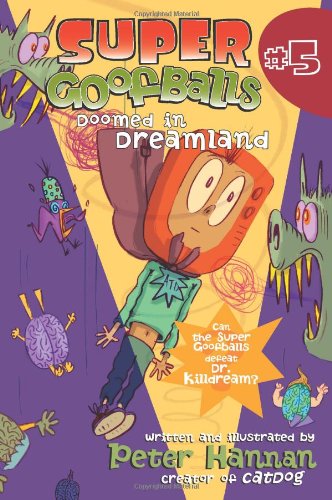 SUPER
GOOFBALLS
#5
Doomed in
Dreamland
Can
the Super
Goofballs
defeat
Dr.
Killdream?
written and illustrated by
Peter Hannan
creator of CATDOG